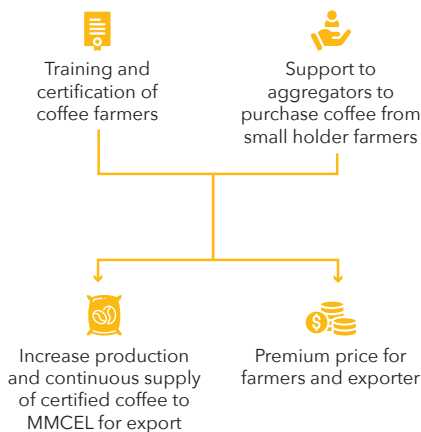 Training and
certification of
coffee farmers
Support to
aggregators to
purchase coffee from
small holder farmers
Increase production
and continuous supply
of certified coffee to
MMCEL for export
$
Premium price for
farmers and exporter